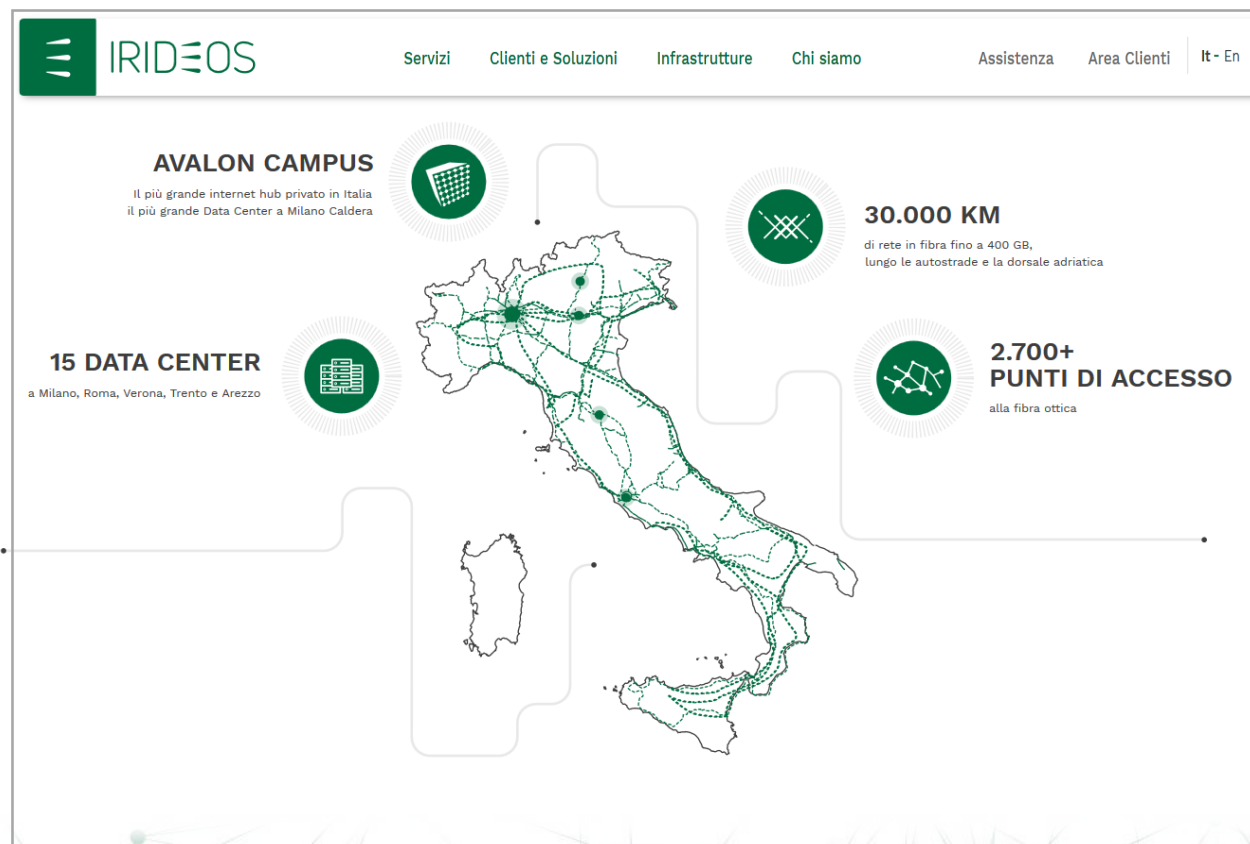 IRIDEOS
Servizi
Clienti e Soluzioni
Infrastrutture
Chi siamo
Assistenza
Area Clienti
It - En
AVALON CAMPUS
Il più grande internet hub privato in Italia
il più grande Data Center a Milano Caldera
30.000 KM
di rete in fibra fino a 400 GB,
lungo le autostrade e la dorsale adriatica
15 DATA CENTER
a Milano, Roma, Verona, Trento e Arezzo
2.700+
PUNTI DI ACCESSO
alla fibra ottica